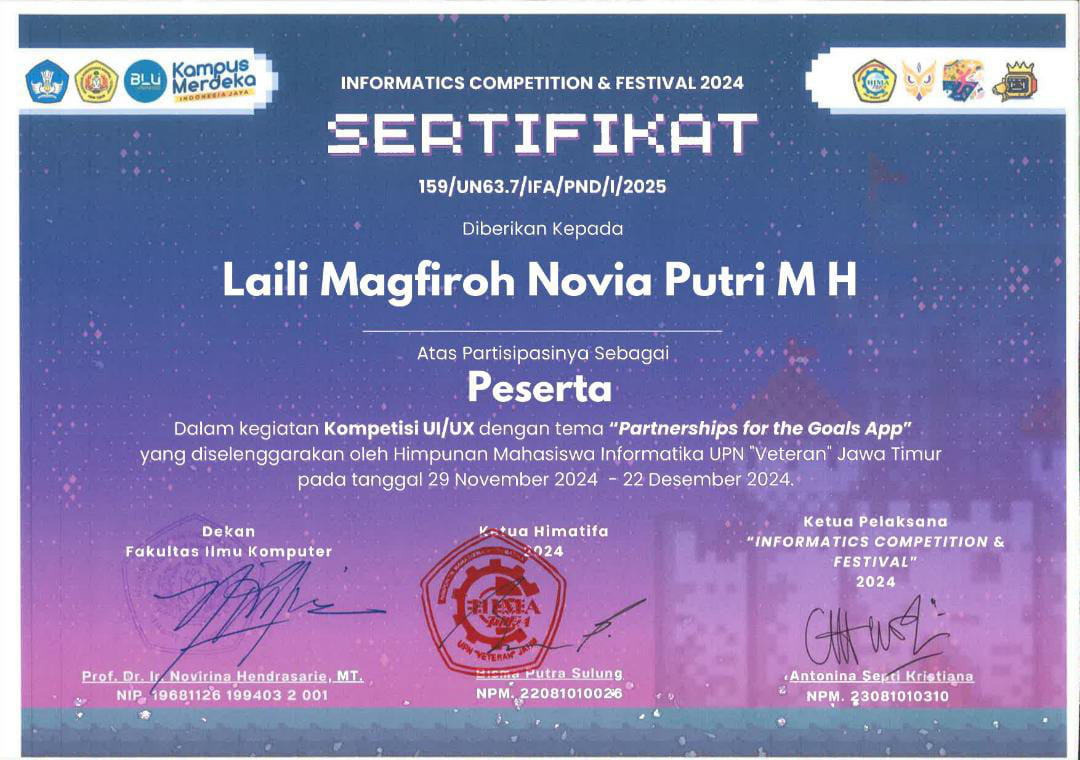 BLU
Kampus
Merdeka
INDONESIA JAYA
INFORMATICS COMPETITION & FESTIVAL 2024
SERTIFIKAT
159/UN63.7/IFA/PND/I/2025
Diberikan Kepada
Laili Magfiroh Novia Putri M H
Atas Partisipasinya Sebagai
Peserta
Dalam kegiatan Kompetisi UI/UX dengan tema “Partnerships for the Goals App”
yang diselenggarakan oleh Himpunan Mahasiswa Informatika UPN "Veteran" Jawa Timur
pada tanggal 29 November 2024 - 22 Desember 2024.
Dekan
Fakultas Ilmu Komputer
Prof. Dr. Ir. Novirina Hendrasarie, MT.
NIP. 19681126 199403 2 001
Ketua Himatifa
2024
HIMA
TIFA
UPN "VETERAN" JATIM
Bisma Putra Sulung
NPM. 22081010026
Ketua Pelaksana
“INFORMATICS COMPETITION &
FESTIVAL”
2024
Antonina Septi Kristiana
NPM. 23081010310